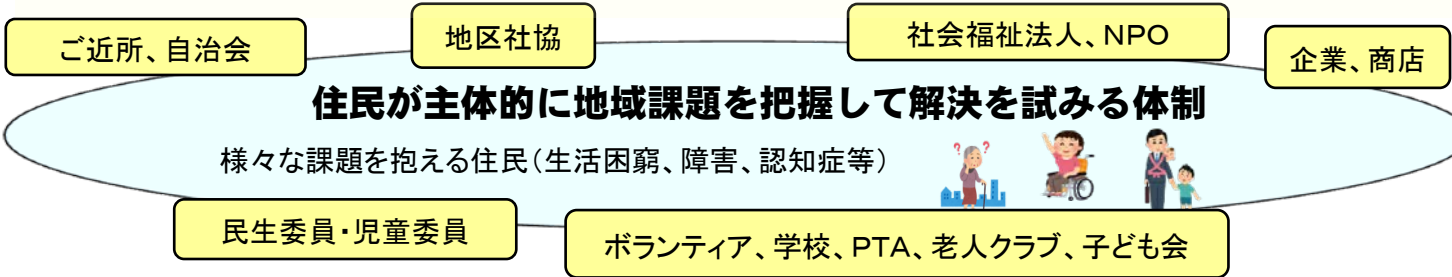 ご近所、自治会
地区社協
社会福祉法人、NPO
企業、商店
住民が主体的に地域課題を把握して解決を試みる体制
様々な課題を抱える住民（生活困窮、障害、認知症等）
? ?
民生委員・児童委員
ボランティア、学校、PTA、老人クラブ、子ども会